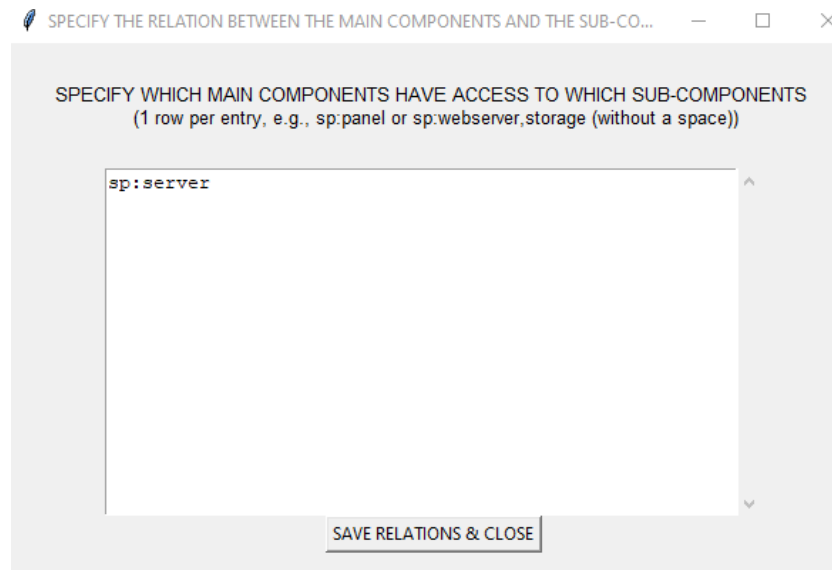 SPECIFY THE RELATION BETWEEN THE MAIN COMPONENTS AND THE SUB-CO...
SPECIFY WHICH MAIN COMPONENTS HAVE ACCESS TO WHICH SUB-COMPONENTS
(1 row per entry, e.g., sp:panel or sp:webserver,storage (without a space))
sp:server
SAVE RELATIONS & CLOSE